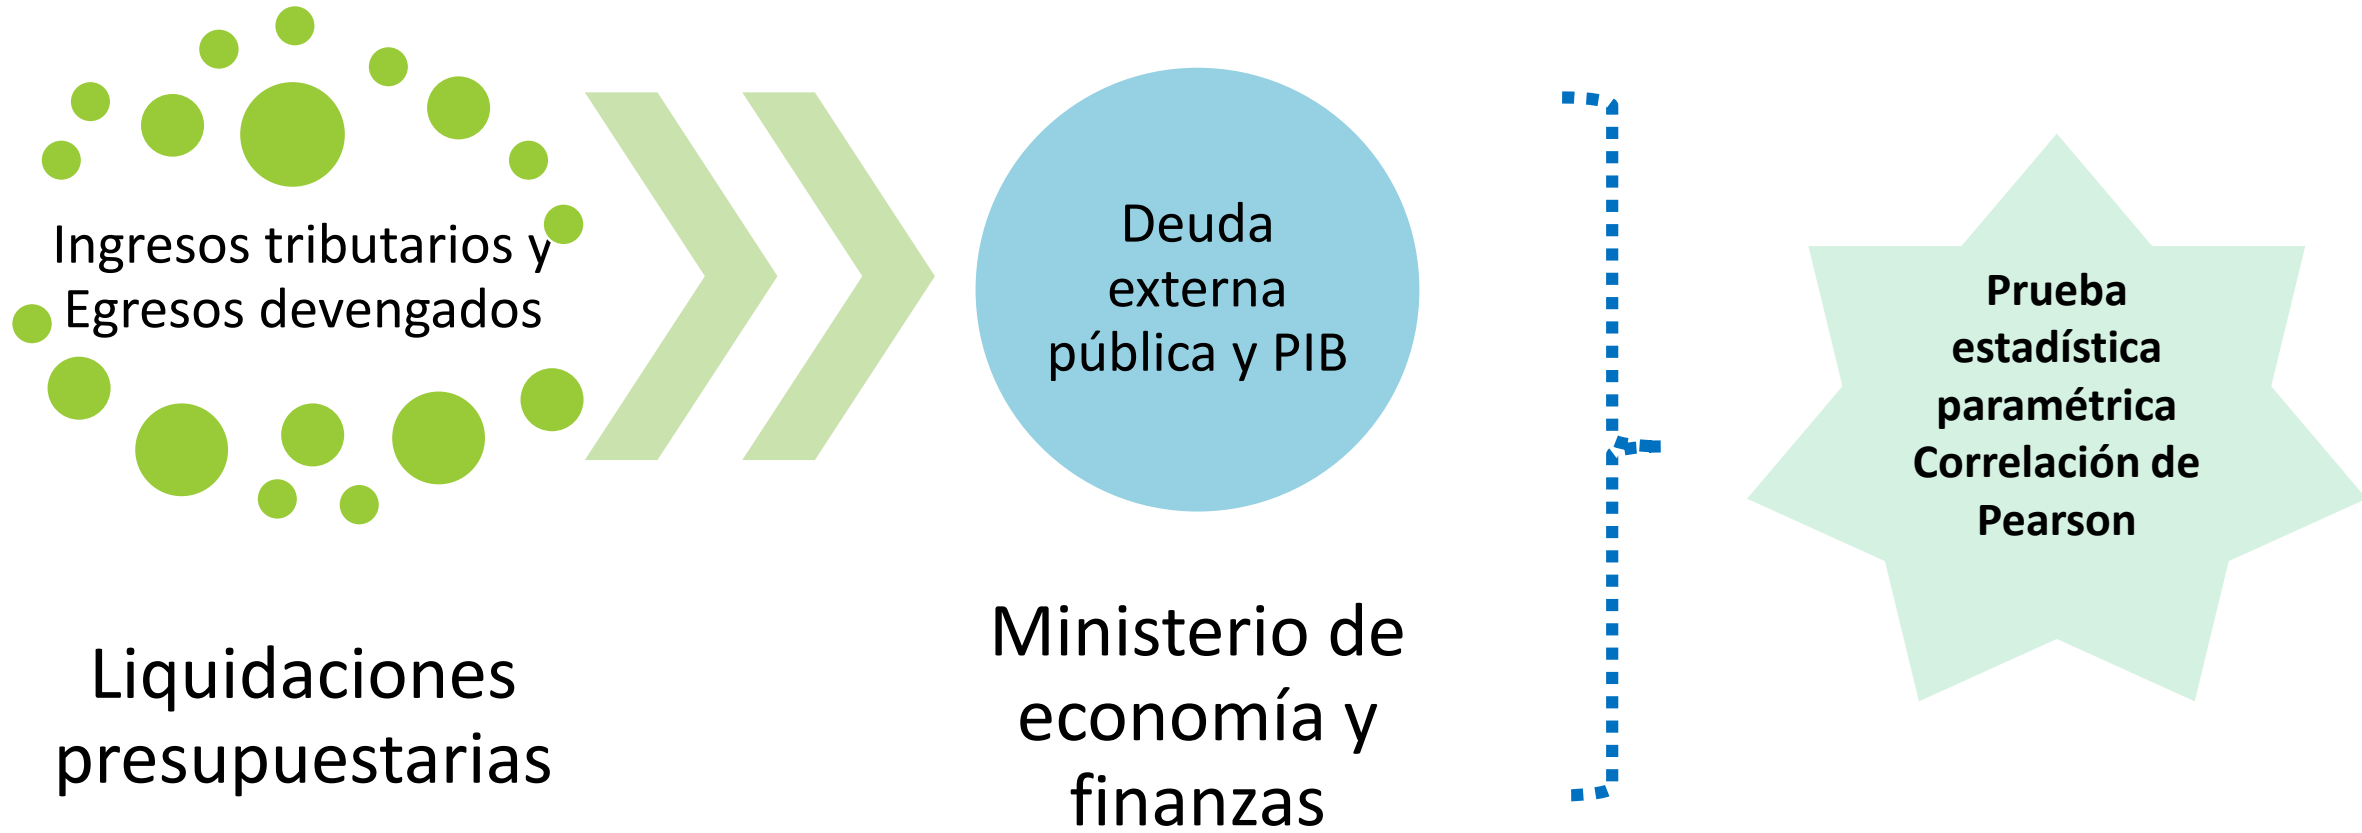 Ingresos tributarios y
Egresos devengados
Liquidaciones
presupuestarias
Deuda
externa
pública y PIB
Ministerio de
economía y
finanzas
Prueba
estadística
paramétrica
Correlación de
Pearson